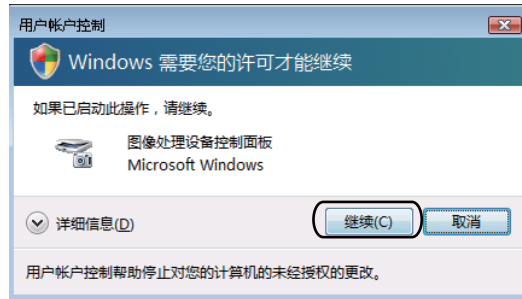 用户帐户控制
Windows 需要您的许可才能继续
如果已启动此操作，请继续。
图像处理设备控制面板
Microsoft Windows
详细信息(D)
继续(C)
取消
用户帐户控制帮助停止对您的计算机的未经授权的更改。